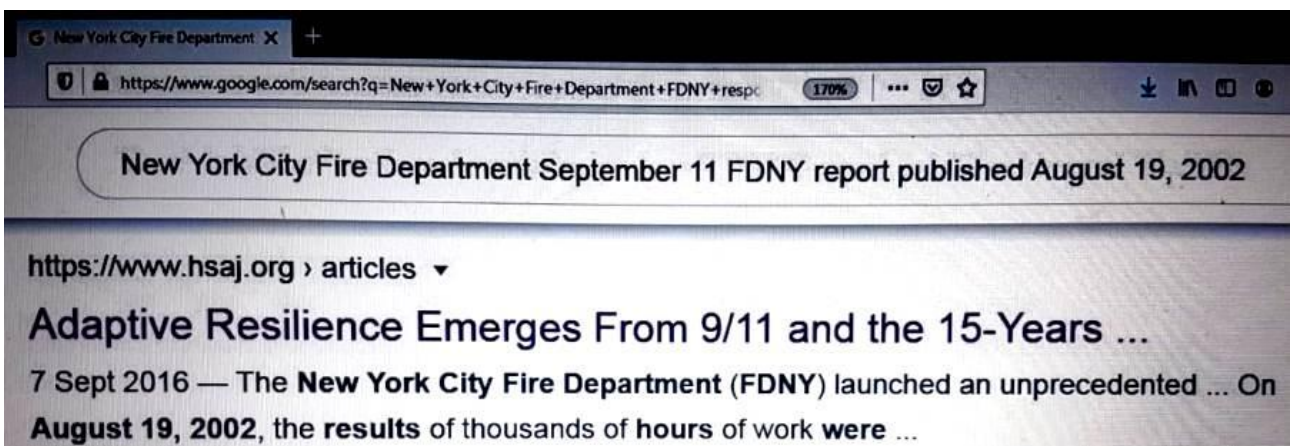 New York City Fire Department
https://www.google.com/search?q=New+York+City+Fire+Department+FDNY+respo
170%
New York City Fire Department September 11 FDNY report published August 19, 2002
https://www.hsaj.org › articles
Adaptive Resilience Emerges From 9/11 and the 15-Years ...
7 Sept 2016 — The New York City Fire Department (FDNY) launched an unprecedented ... On
August 19, 2002, the results of thousands of hours of work were ...